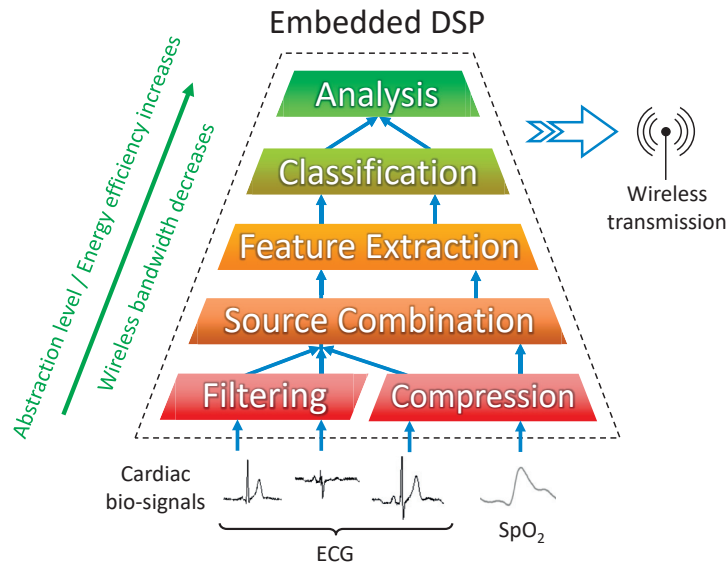 Embedded DSP
Abstraction level / Energy efficiency increases
Wireless bandwidth decreases
Analysis
Classification
Feature Extraction
Source Combination
Filtering
Compression
Wireless
transmission
Cardiac
bio-signals
ECG
SpO₂